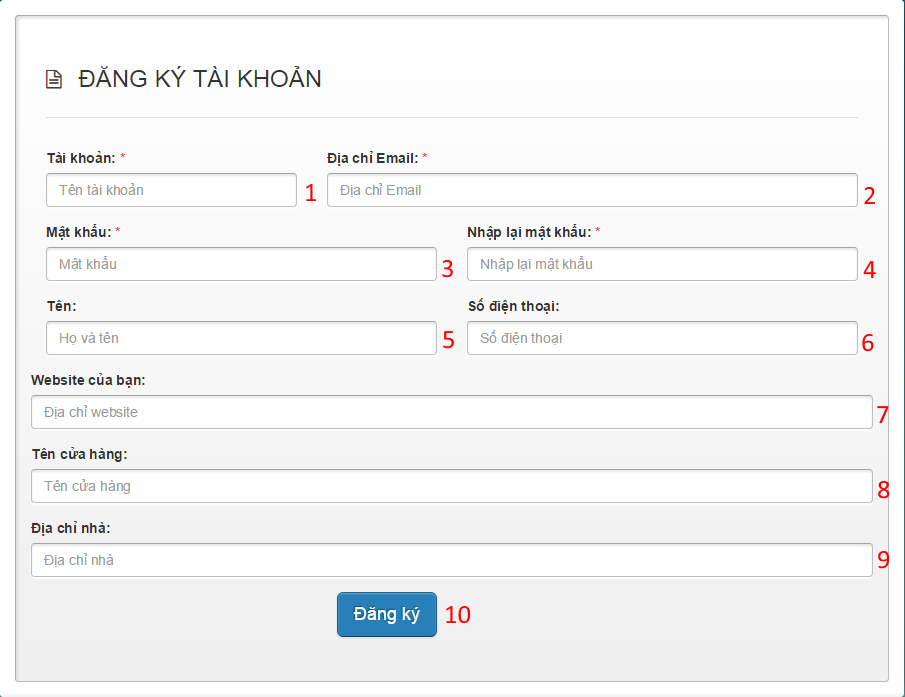 ĐĂNG KÝ TÀI KHOẢN
Tài khoản: * Địa chỉ Email: *
Tên tài khoản 1 Địa chỉ Email 2
Mật khẩu: * Nhập lại mật khẩu: *
Mật khẩu 3 Nhập lại mật khẩu 4
Tên: Số điện thoại:
Họ và tên 5 Số điện thoại 6
Website của bạn:
Địa chỉ website 7
Tên cửa hàng:
Tên cửa hàng 8
Địa chỉ nhà:
Địa chỉ nhà 9
Đăng ký 10